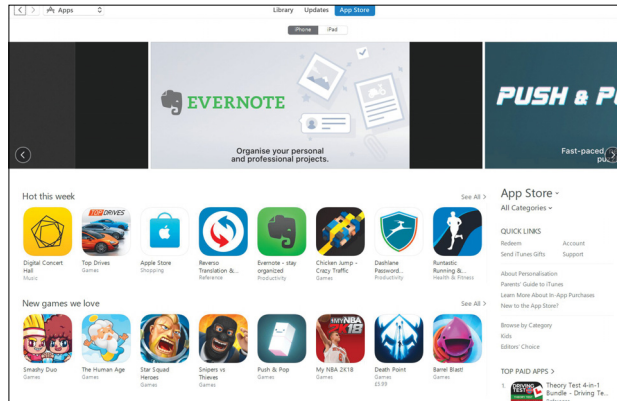 Apps
Library Updates App Store
iPhone iPad
EVERNOTE
Organise your personal
and professional projects.
PUSH & P
Fast-paced,
pu
Hot this week
See All >
Digital Concert
Hall
Music
TOP DRIVES
Top Drives
Games
Apple Store
Shopping
Reverso
Translation &...
Reference
Evernote - stay
organized
Productivity
Chicken Jump -
Crazy Traffic
Games
Dashlane
Password...
Productivity
Runtastic
Running &...
Health & Fitness
New games we love
See All >
Smashy Duo
Games
The Human Age
Games
Star Squad
Heroes
Games
Snipers vs
Thieves
Games
Push & Pop
Games
MyNBA
2K18
My NBA 2K18
Games
Death Point
Games
£5.99
Barrel Blast!
Games
App Store
All Categories
QUICK LINKS
Redeem Account
Send iTunes Gifts Support
About Personalisation
Parents' Guide to iTunes
Learn More About In-App Purchases
New to the App Store?
Browse by Category
Kids
Editors' Choice
TOP PAID APPS >
1.
DRIVING
TEST
Theory Test 4-in-1
Bundle - Driving Te...